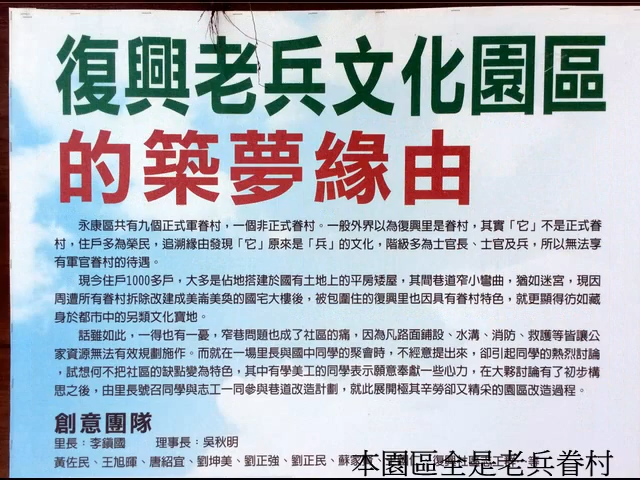 復興老兵文化園區
的築夢緣由
永康區共有九個正式軍眷村，一個非正式眷村。一般外界以為復興里是眷村，其實「它」不是正式眷
村，住戶多為榮民，追溯緣由發現「它」原來是「兵」的文化，階級多為士官長、士官及兵，所以無法享
有軍官眷村的待遇。
現今住戶1000多戶，大多是佔地搭建於國有土地上的平房矮屋，其間巷道窄小彎曲，猶如迷宮，現因
周遭所有眷村拆除改建成美崙美奐的國宅大樓後，被包圍住的復興里也因具有眷村特色，就更顯得彷如藏
身於都市中的另類文化寶地。
話雖如此，一得也有一憂，窄巷問題也成了社區的痛，因為凡路面鋪設、水溝、消防、救護等皆讓公
家資源無法有效規劃施作。而就在一場里長與國中同學的聚會時，不經意提出來，卻引起同學的熱烈討論
，試想何不把社區的缺點變為特色，其中有學美工的同學表示願意奉獻一些心力，在大夥討論有了初步構
思之後，由里長號召同學與志工一同參與巷道改造計劃，就此展開極其辛勞卻又精采的園區改造過程。
創意團隊
里長：李鎭國 理事長：吳秋明
黃佐民、王旭暉、唐紹宜、劉坤美、劉正強、劉正民、蘇家
本園區全是老兵眷村